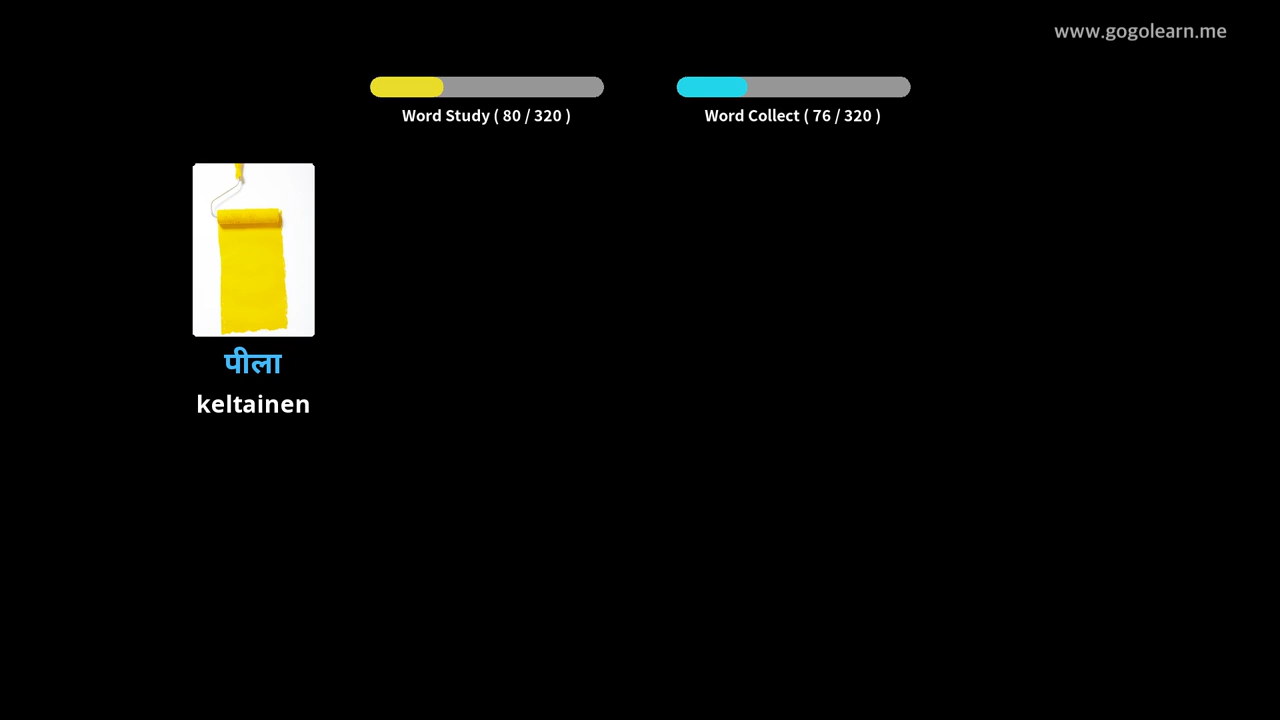 www.gogolearn.me
Word Study ( 80 / 320 )
Word Collect ( 76 / 320 )
पीला
keltainen